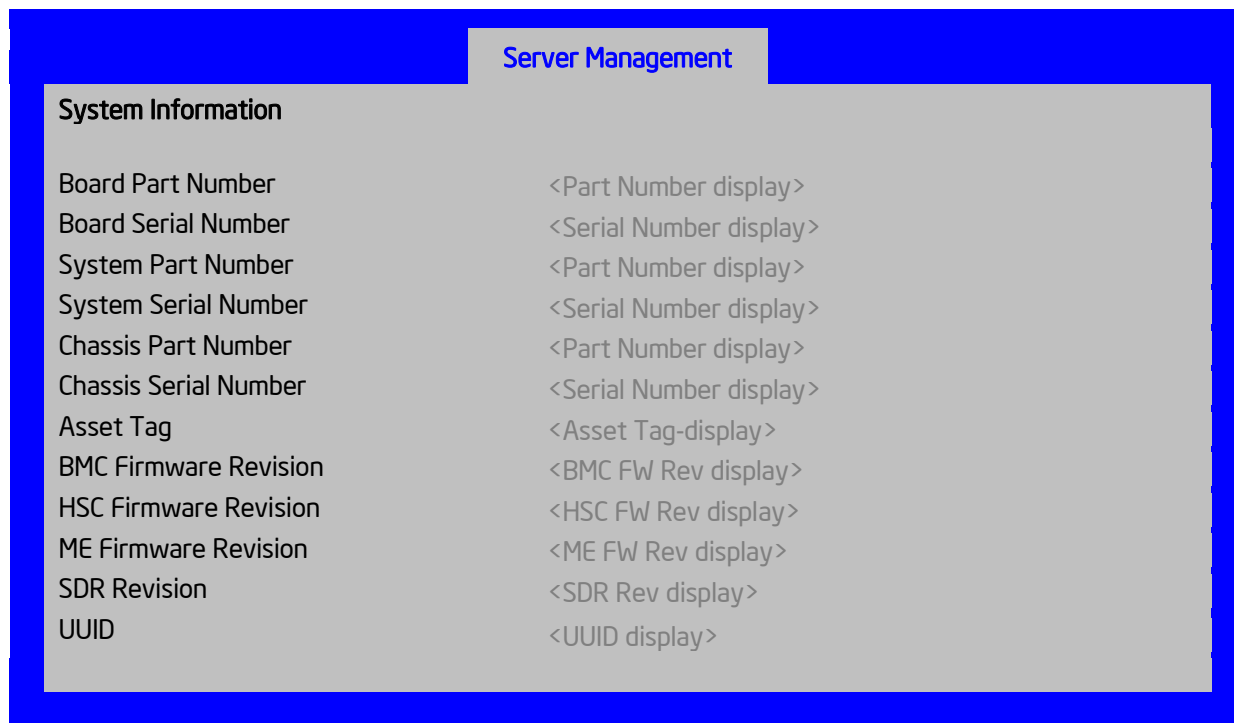 Server Management
System Information
Board Part Number <Part Number display>
Board Serial Number <Serial Number display>
System Part Number <Part Number display>
System Serial Number <Serial Number display>
Chassis Part Number <Part Number display>
Chassis Serial Number <Serial Number display>
Asset Tag <Asset Tag-display>
BMC Firmware Revision <BMC FW Rev display>
HSC Firmware Revision <HSC FW Rev display>
ME Firmware Revision <ME FW Rev display>
SDR Revision <SDR Rev display>
UUID <UUID display>